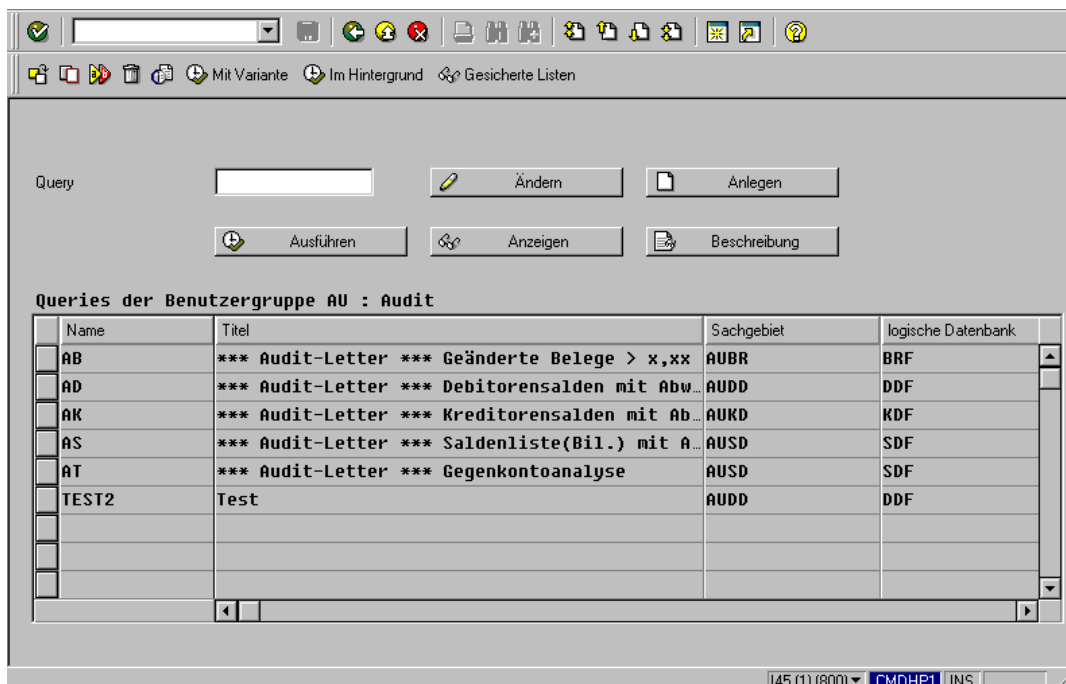 Mit Variante Im Hintergrund Gesicherte Listen
Query Ändern Anlegen
Ausführen Anzeigen Beschreibung
Queries der Benutzergruppe AU : Audit
Name Titel Sachgebiet logische Datenbank
AB *** Audit-Letter *** Geänderte Belege > x,xx AUBR BRF
AD *** Audit-Letter *** Debitorensalden mit Abw… AUDD DDF
AK *** Audit-Letter *** Kreditorensalden mit Ab… AUKD KDF
AS *** Audit-Letter *** Saldenliste(Bil.) mit A… AUSD SDF
AT *** Audit-Letter *** Gegenkontoanalyse AUSD SDF
TEST2 Test AUDD DDF
I45 (1) (800) CMDHP1 INS